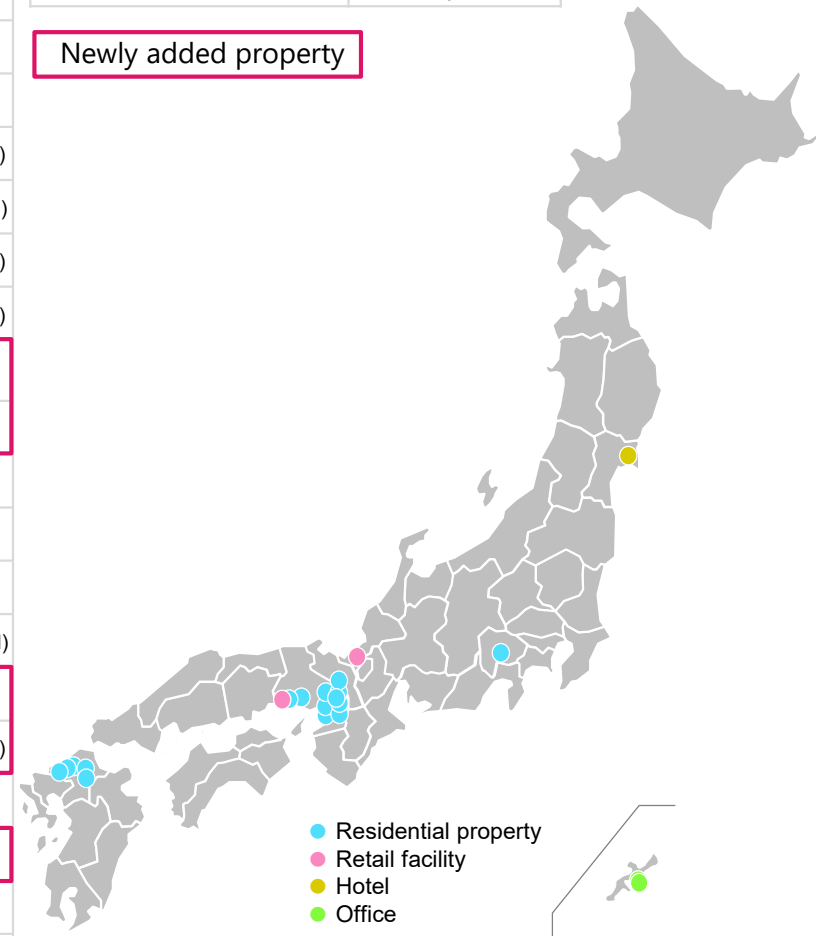 Newly added property
)
)
)
)
)
)
Residential property
Retail facility
Hotel
Office